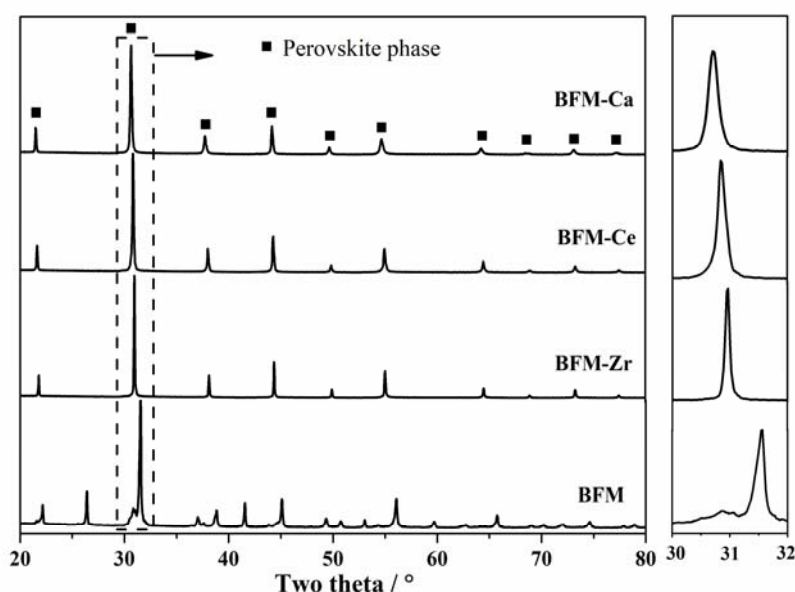 ■ Perovskite phase
BFM-Ca
BFM-Ce
BFM-Zr
BFM
20 30 40 50 60 70 80
30 31 32
Two theta / °